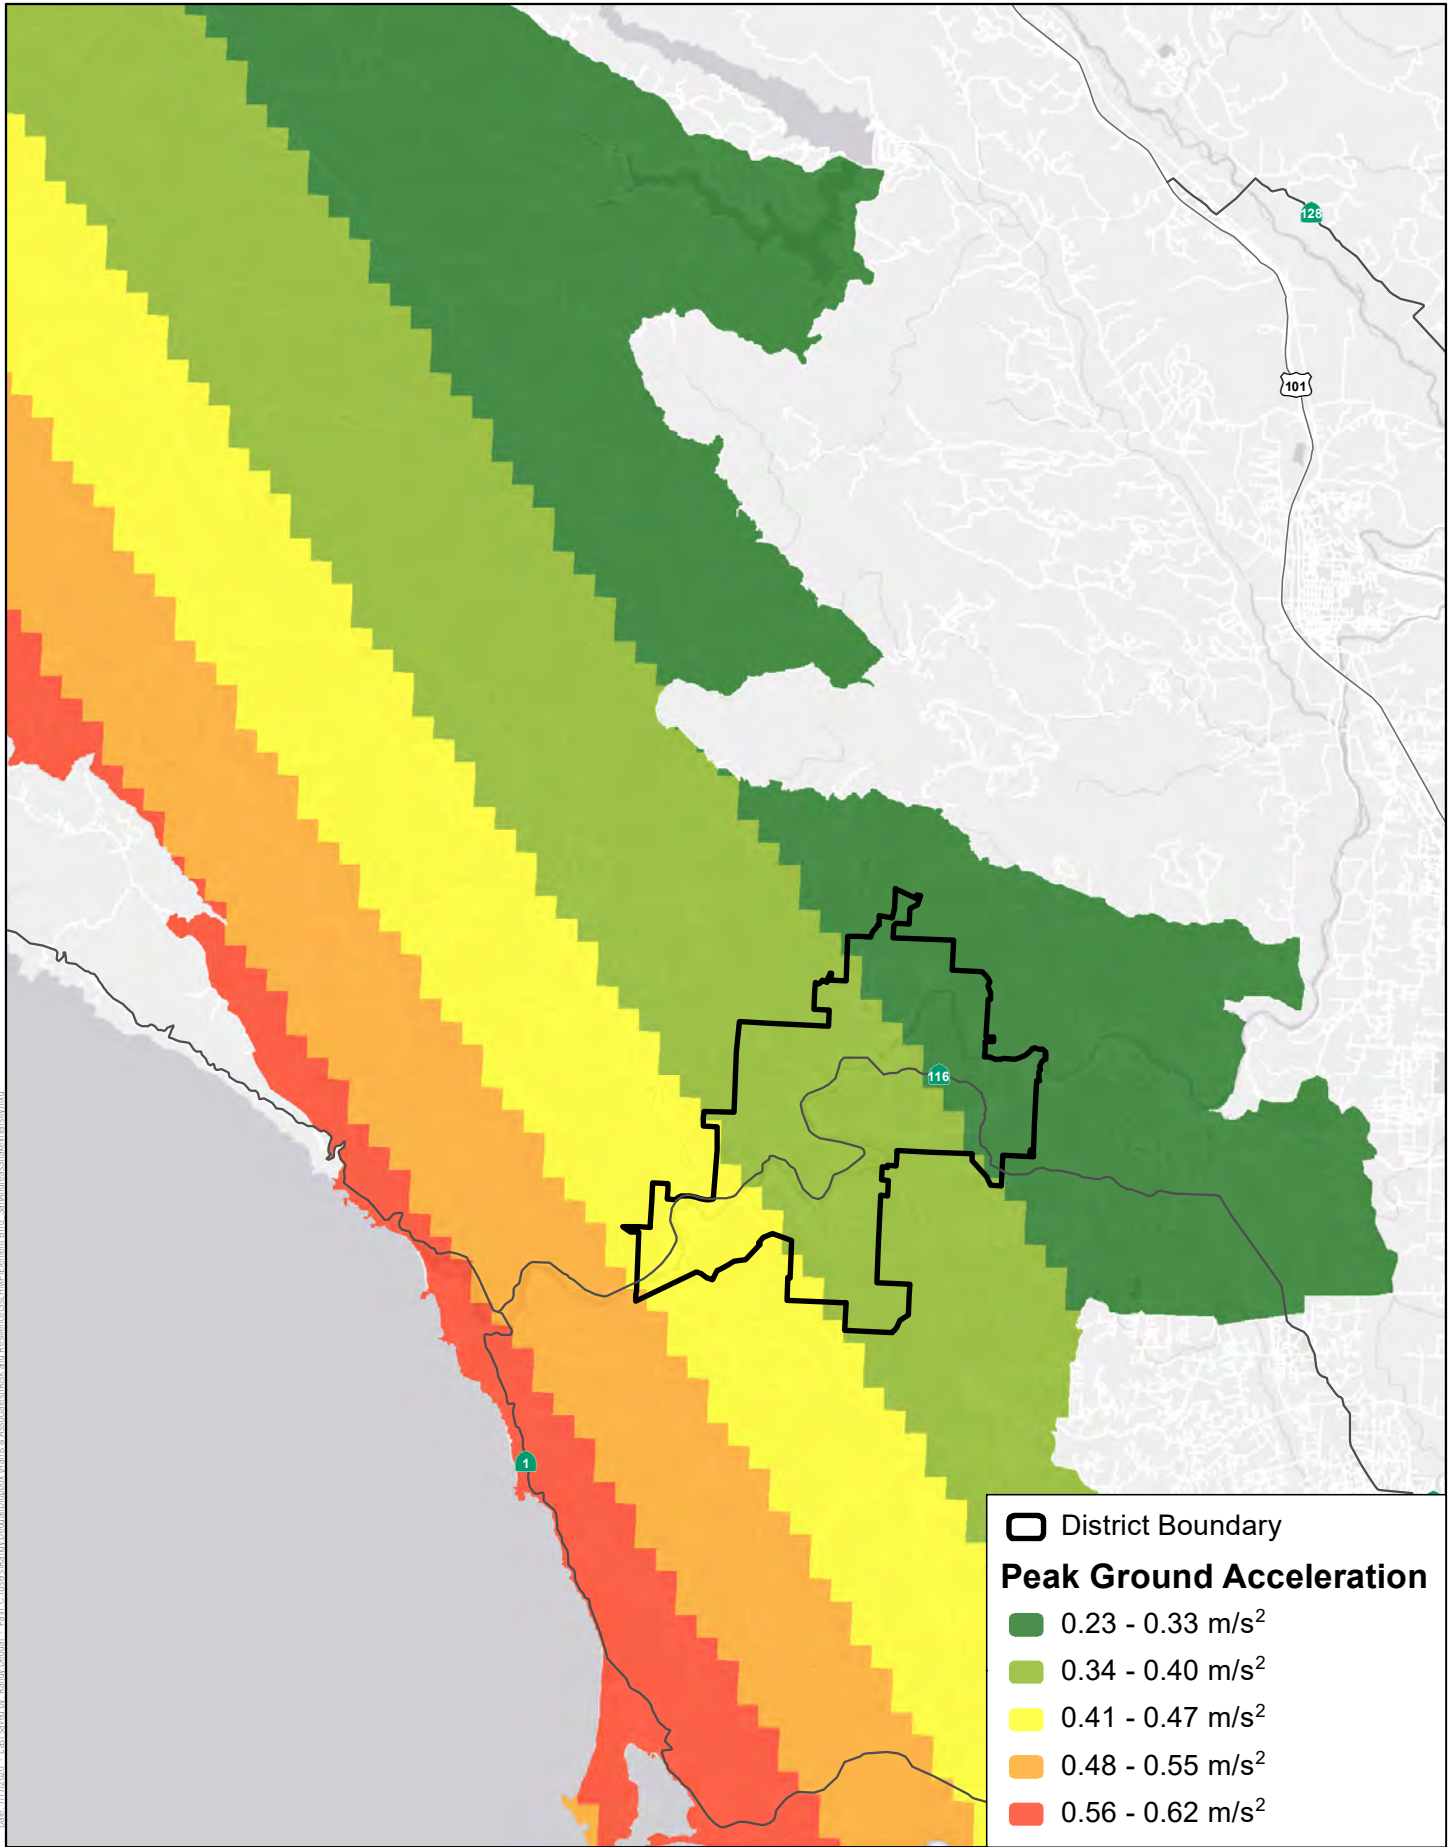 128
101
116
1
District Boundary
Peak Ground Acceleration
0.23 - 0.33 m/s²
0.34 - 0.40 m/s²
0.41 - 0.47 m/s²
0.48 - 0.55 m/s²
0.56 - 0.62 m/s²